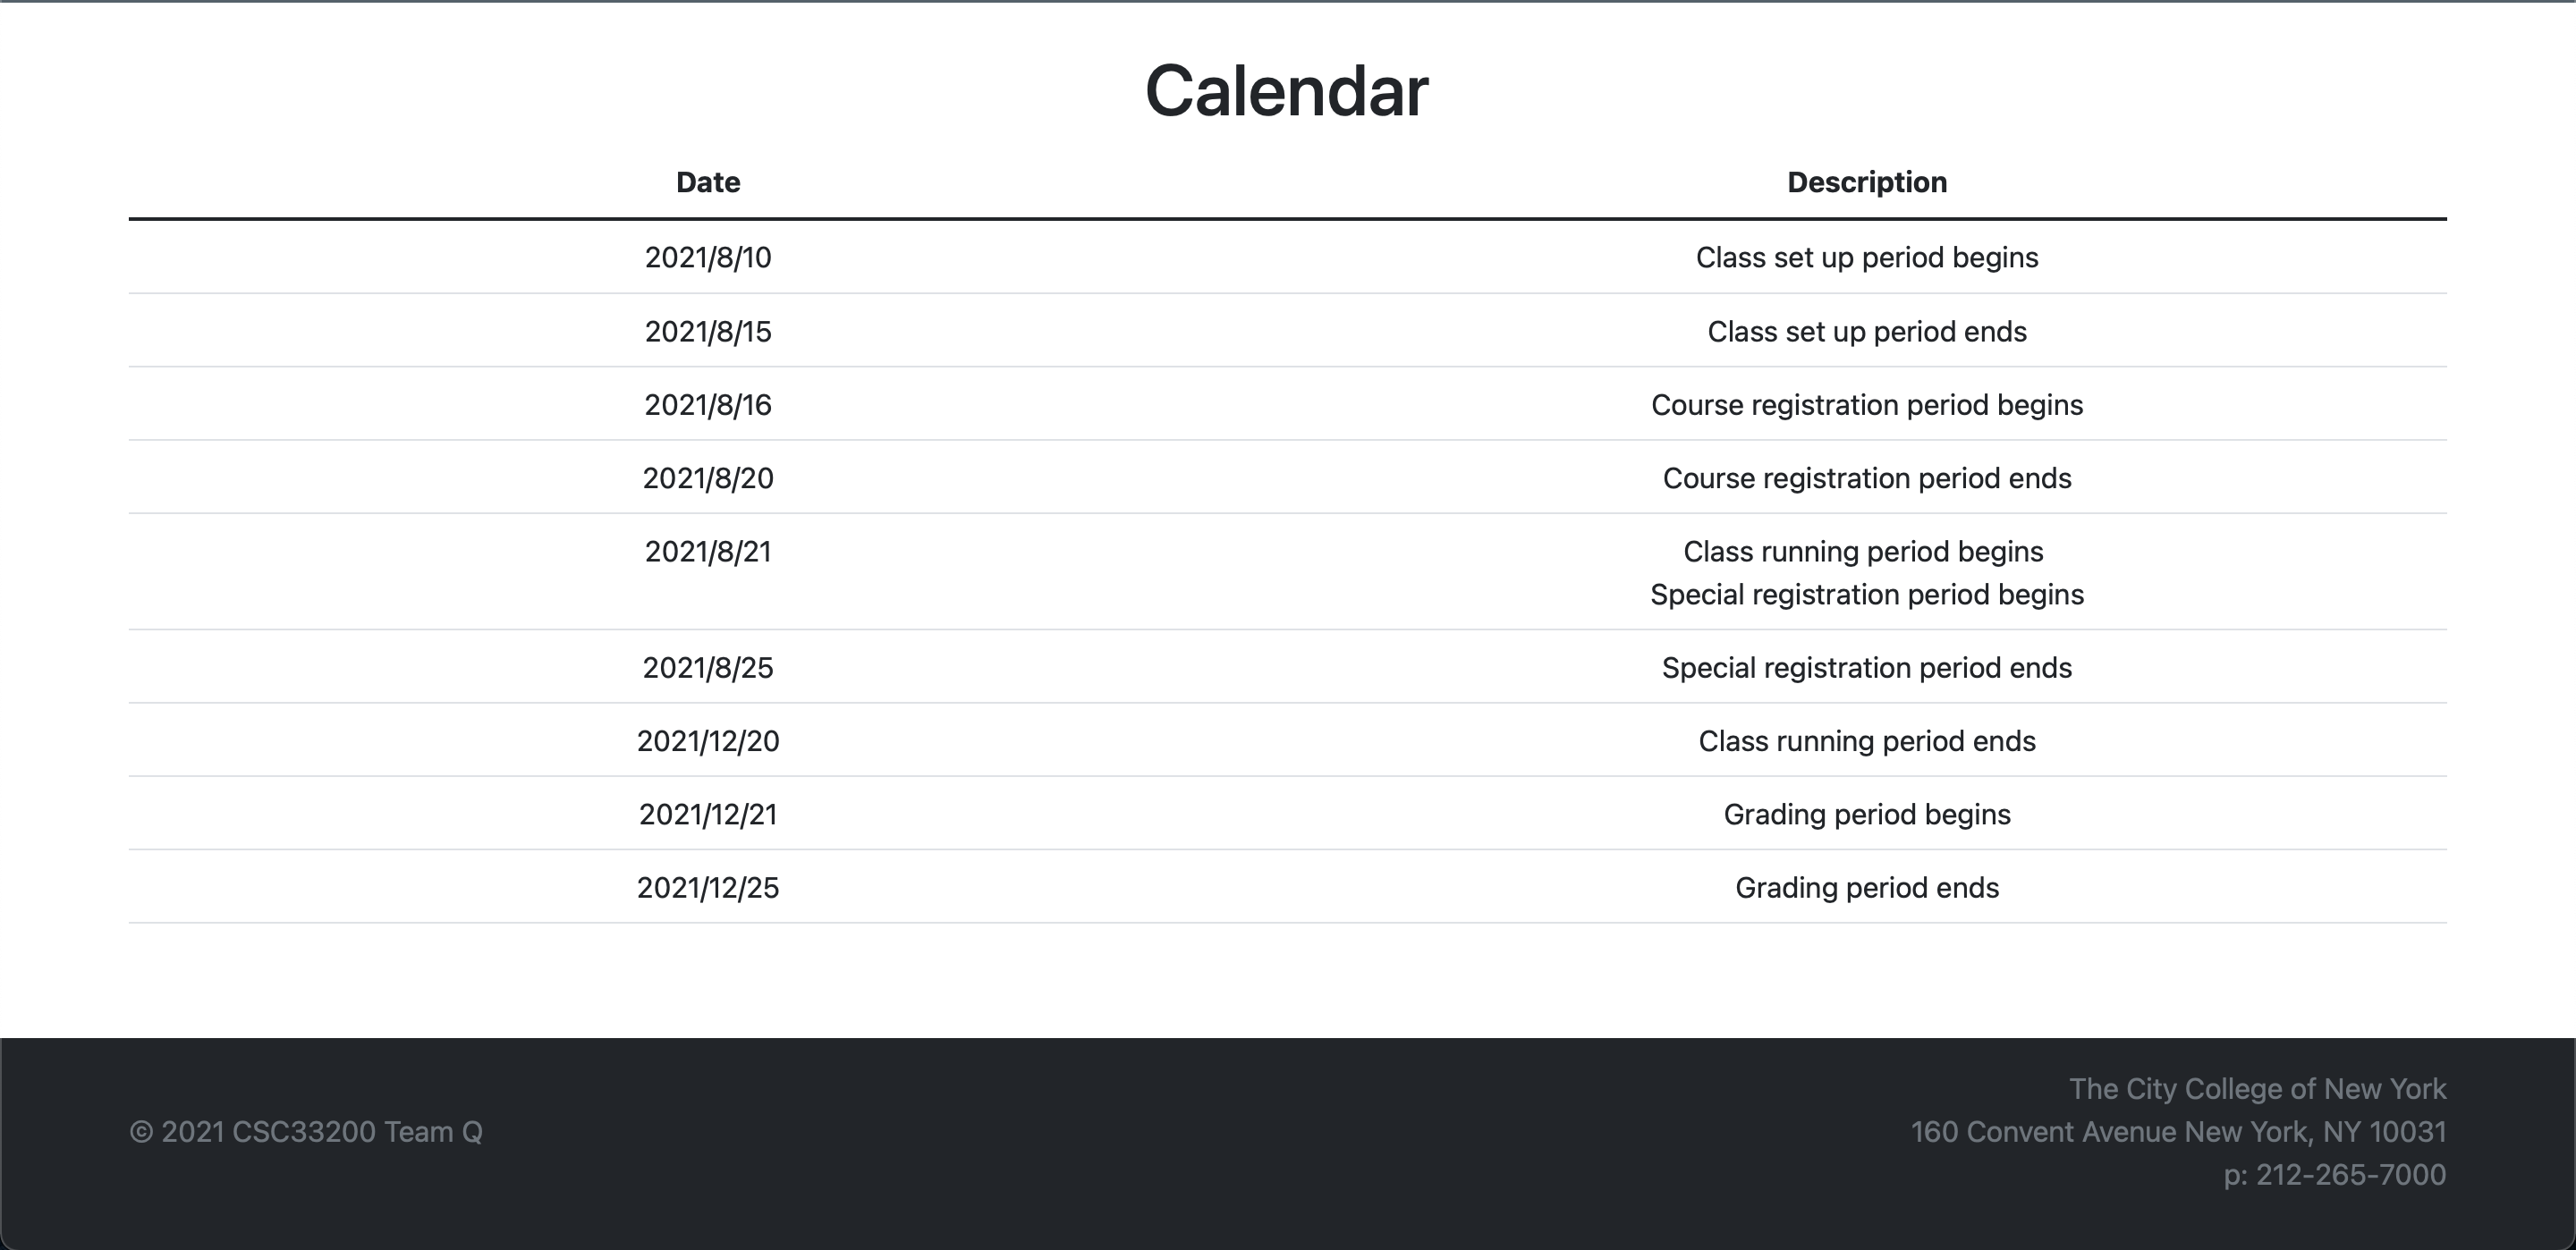 Calendar
Date Description
2021/8/10 Class set up period begins
2021/8/15 Class set up period ends
2021/8/16 Course registration period begins
2021/8/20 Course registration period ends
2021/8/21 Class running period begins
Special registration period begins
2021/8/25 Special registration period ends
2021/12/20 Class running period ends
2021/12/21 Grading period begins
2021/12/25 Grading period ends
© 2021 CSC33200 Team Q
The City College of New York
160 Convent Avenue New York, NY 10031
p: 212-265-7000